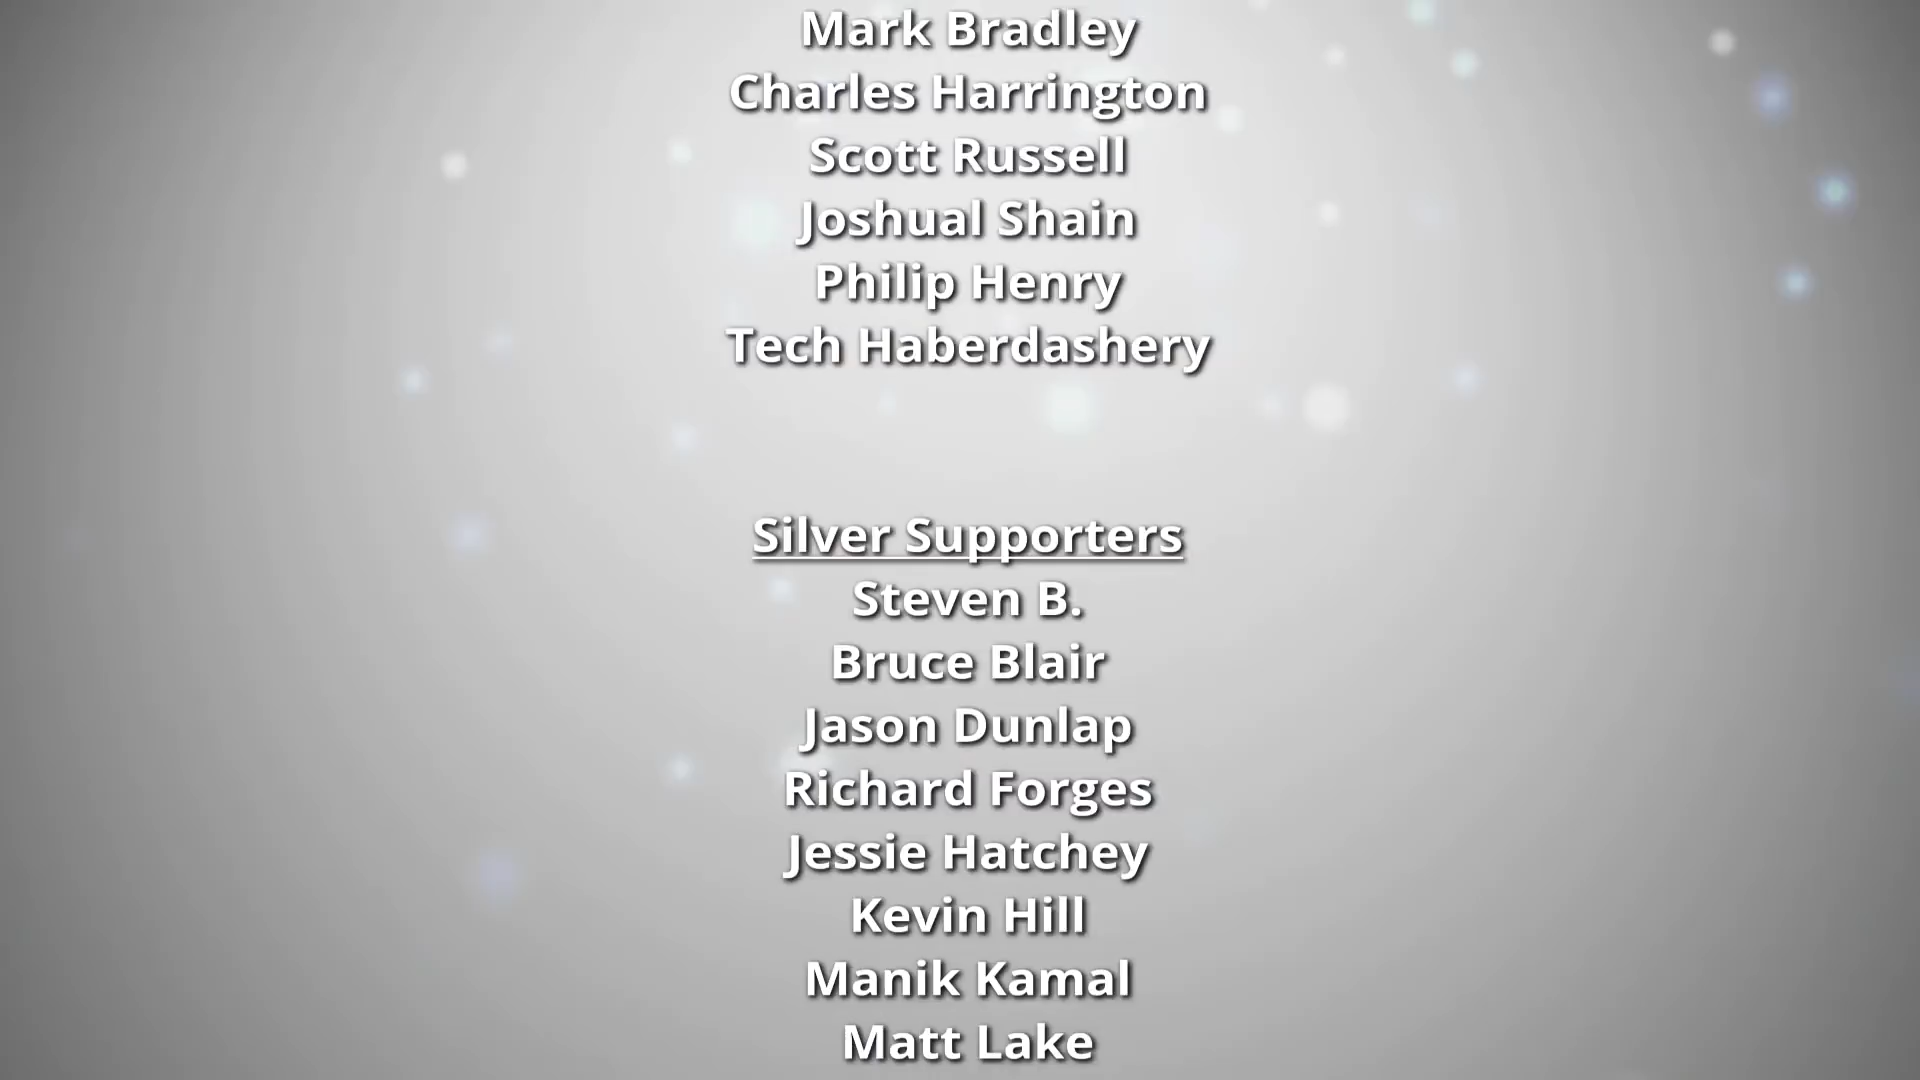 Mark Bradley
Charles Harrington
Scott Russell
Joshual Shain
Philip Henry
Tech Haberdashery
Silver Supporters
Steven B.
Bruce Blair
Jason Dunlap
Richard Forges
Jessie Hatchey
Kevin Hill
Manik Kamal
Matt Lake